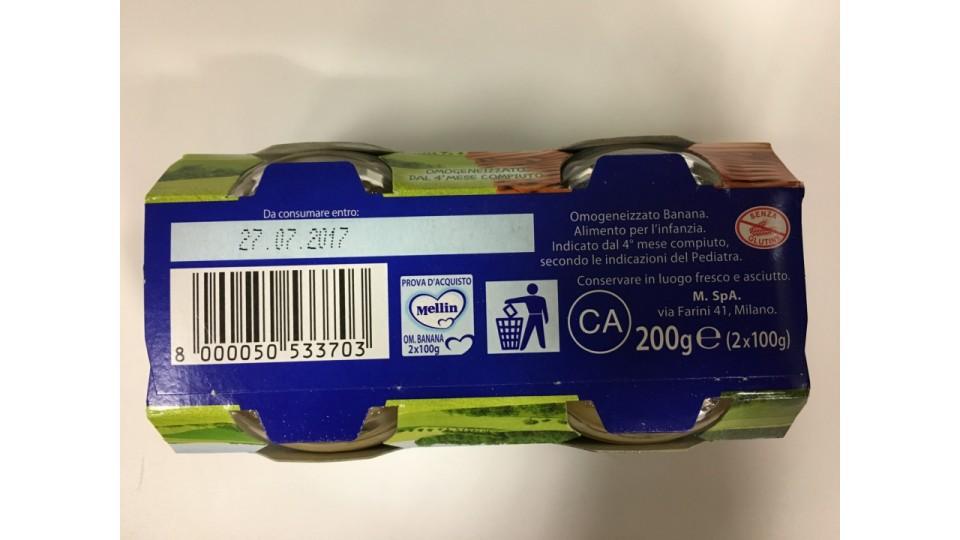 OMOGENEIZZATO
DAL 4° MESE COMPIUTO
Da consumare entro:
27.07.2017
Omogeneizzato Banana.
Alimento per l'infanzia.
Indicato dal 4° mese compiuto,
secondo le indicazioni del Pediatra.
SENZA
GLUTINE
Conservare in luogo fresco e asciutto.
M. SpA.
via Farini 41, Milano.
CA
200g e (2x100g)
PROVA D'ACQUISTO
Mellin
OM. BANANA
2x100g
8 000050 533703